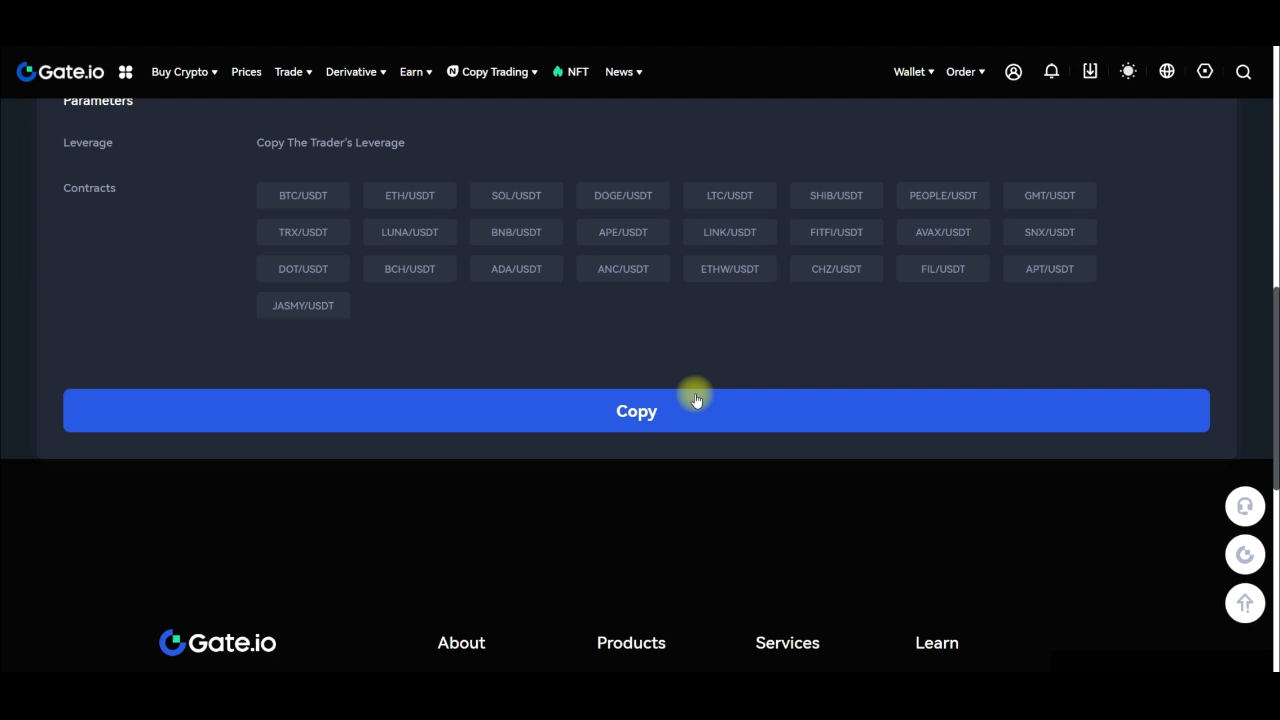 Gate.io Buy Crypto Prices Trade Derivative Earn Copy Trading NFT News Wallet Order
Parameters
Leverage Copy The Trader's Leverage
Contracts
BTC/USDT ETH/USDT SOL/USDT DOGE/USDT LTC/USDT SHIB/USDT PEOPLE/USDT GMT/USDT
TRX/USDT LUNA/USDT BNB/USDT APE/USDT LINK/USDT FITFI/USDT AVAX/USDT SNX/USDT
DOT/USDT BCH/USDT ADA/USDT ANC/USDT ETHW/USDT CHZ/USDT FIL/USDT APT/USDT
JASMY/USDT
Copy
Gate.io About Products Services Learn